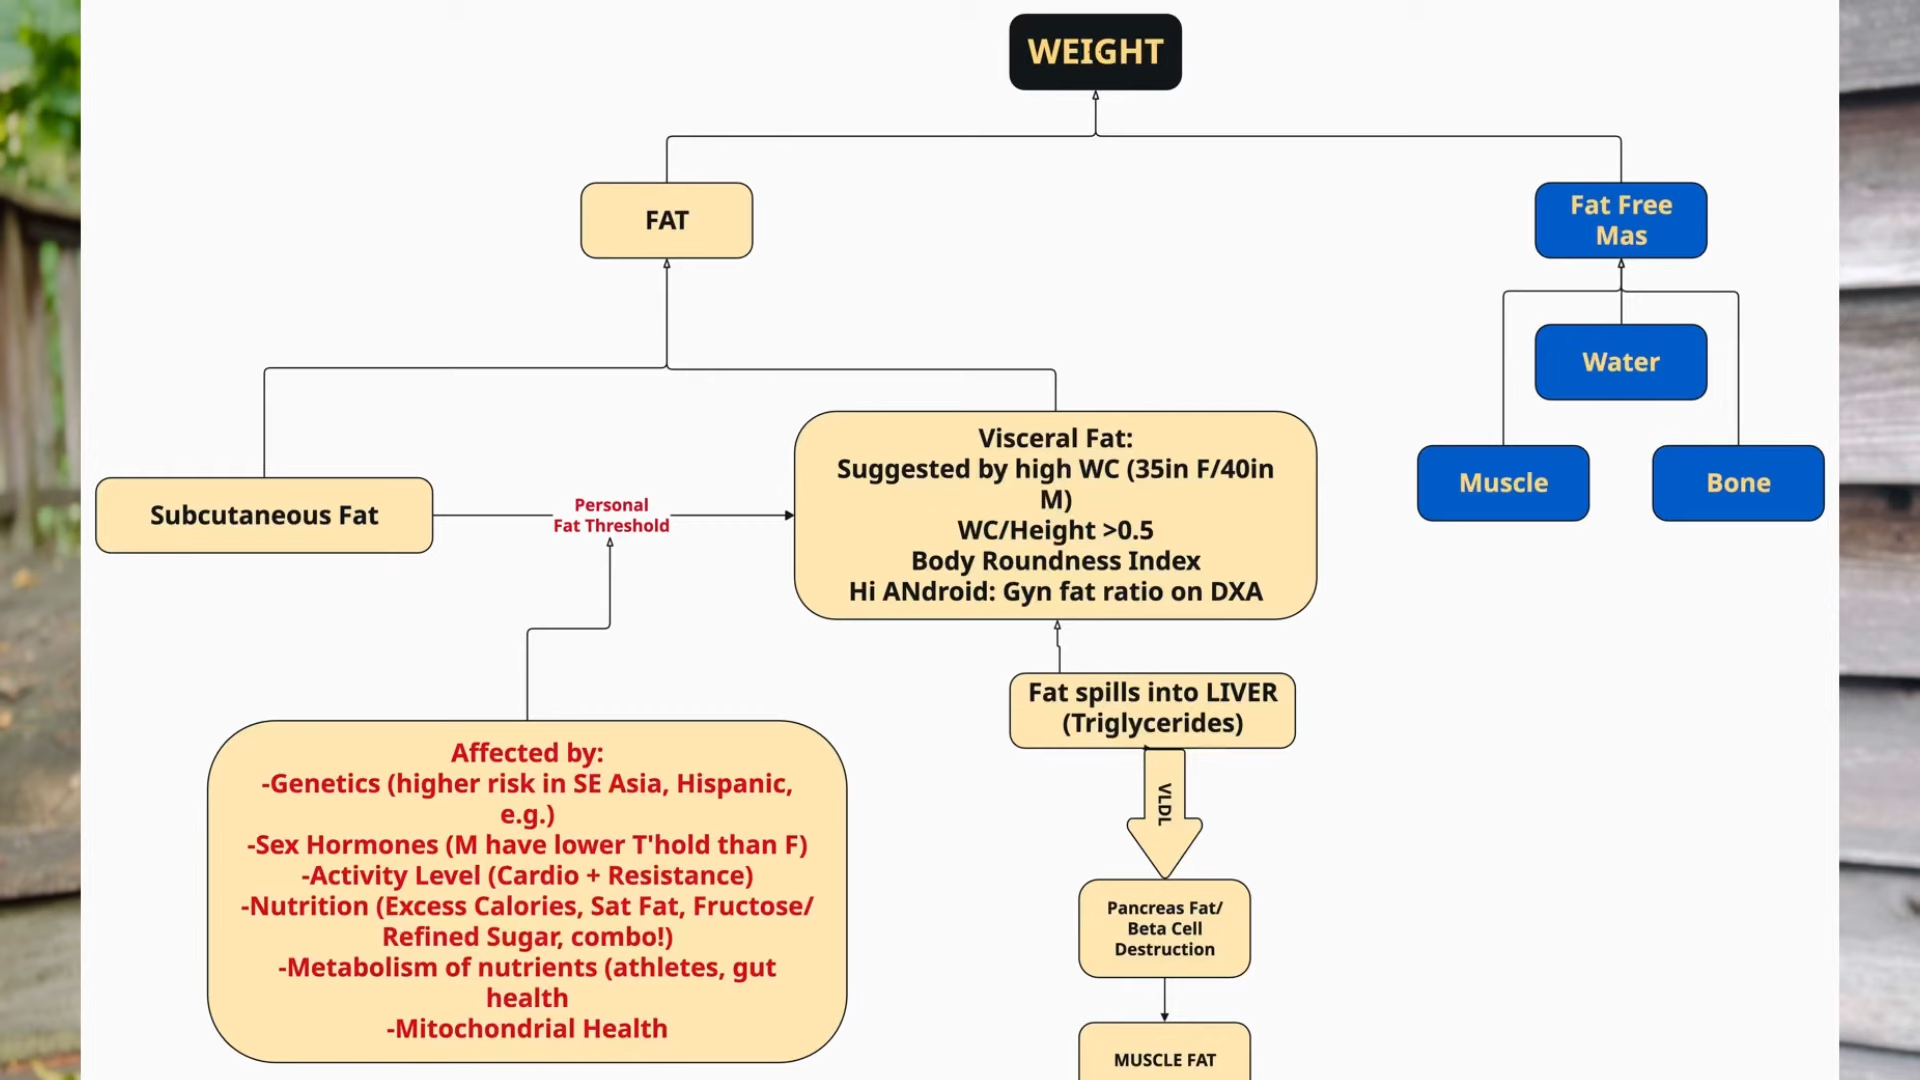 WEIGHT
FAT
Fat Free
Mas
Water
Muscle
Bone
Subcutaneous Fat
Personal
Fat Threshold
Visceral Fat:
Suggested by high WC (35in F/40in
M)
WC/Height >0.5
Body Roundness Index
Hi ANdroid: Gyn fat ratio on DXA
Fat spills into LIVER
(Triglycerides)
VLDL
Affected by:
-Genetics (higher risk in SE Asia, Hispanic,
e.g.)
-Sex Hormones (M have lower T'hold than F)
-Activity Level (Cardio + Resistance)
-Nutrition (Excess Calories, Sat Fat, Fructose/
Refined Sugar, combo!)
-Metabolism of nutrients (athletes, gut
health
-Mitochondrial Health
Pancreas Fat/
Beta Cell
Destruction
MUSCLE FAT